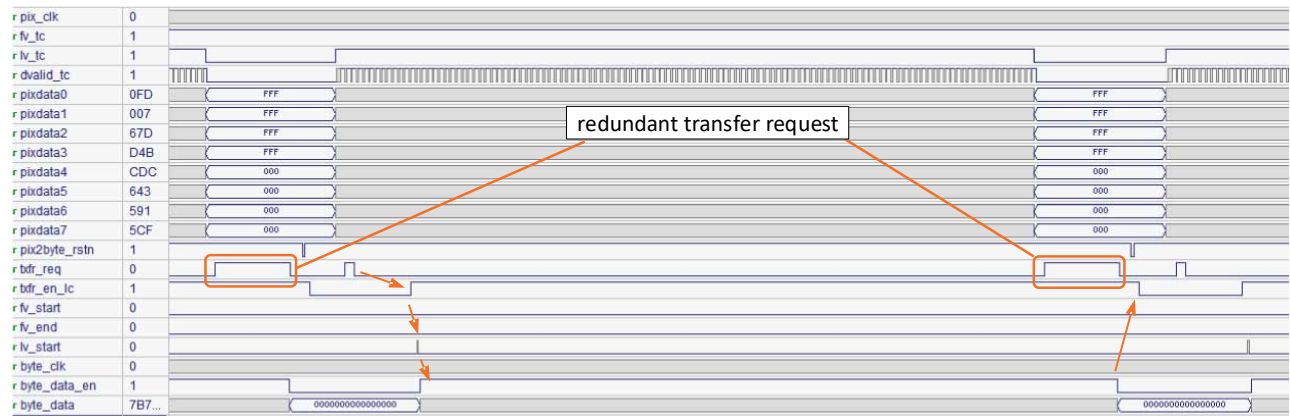 pix_clk 0
fv_tc 1
lv_tc 1
dvalid_tc 1
pixdata0 0FD FFF FFF
pixdata1 007 FFF FFF
redundant transfer request
pixdata2 67D FFF FFF
pixdata3 D4B FFF FFF
pixdata4 CDC 000 000
pixdata5 643 000 000
pixdata6 591 000 000
pixdata7 5CF 000 000
pix2byte_rstn 1
txfr_req 0
txfr_en_lc 1
fv_start 0
fv_end 0
lv_start 0
byte_clk 0
byte_data_en 1
byte_data 7B7... 0000000000000000 0000000000000000